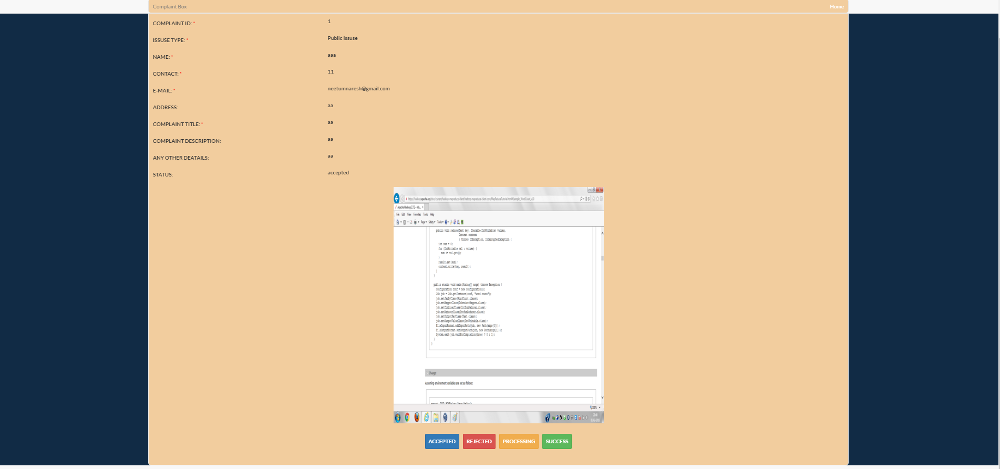 Complaint Box Home
COMPLAINT ID: * 1
ISSUSE TYPE: * Public Issuse
NAME: * aaa
CONTACT: * 11
E-MAIL: * neetumnaresh@gmail.com
ADDRESS: aa
COMPLAINT TITLE: * aa
COMPLAINT DESCRIPTION: aa
ANY OTHER DEATAILS: aa
STATUS: accepted
Apache Hadoop 2.7.2 – Ma...
File Edit View Favorites Tools Help
Page Safety Tools
public void reduce(Text key, Iterable<IntWritable> values,
Context context
) throws IOException, InterruptedException {
int sum = 0;
for (IntWritable val : values) {
sum += val.get();
}
result.set(sum);
context.write(key, result);
}
}
public static void main(String[] args) throws Exception {
Configuration conf = new Configuration();
Job job = Job.getInstance(conf, "word count");
job.setJarByClass(WordCount.class);
job.setMapperClass(TokenizerMapper.class);
job.setCombinerClass(IntSumReducer.class);
job.setReducerClass(IntSumReducer.class);
job.setOutputKeyClass(Text.class);
job.setOutputValueClass(IntWritable.class);
FileInputFormat.addInputPath(job, new Path(args[0]));
FileOutputFormat.setOutputPath(job, new Path(args[1]));
System.exit(job.waitForCompletion(true) ? 0 : 1);
}
}
Usage
Assuming environment variables are set as follows:
100%
ACCEPTED REJECTED PROCESSING SUCCESS